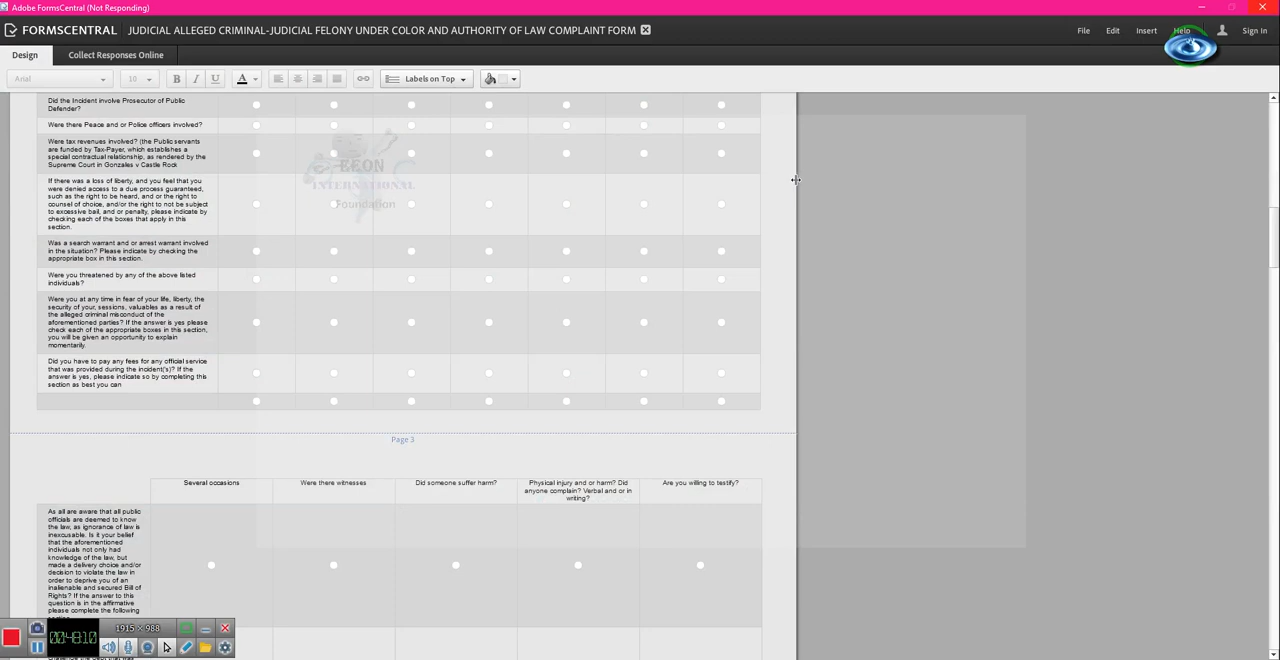 Adobe FormsCentral (Not Responding)
FORMSCENTRAL
JUDICIAL ALLEGED CRIMINAL-JUDICIAL FELONY UNDER COLOR AND AUTHORITY OF LAW COMPLAINT FORM
File Edit Insert Help Sign In
Design Collect Responses Online
Arial 10 B I U A Labels on Top
Did the Incident involve Prosecutor of Public
Defender?
Were there Peace and or Police officers involved?
Were tax revenues involved? (the Public servants
are funded by Tax-Payer, which establishes a
special contractual relationship, as rendered by the
Supreme Court in Gonzales v Castle Rock
EEON
INTERNATIONAL
Foundation
If there was a loss of liberty, and you feel that you
were denied access to a due process guaranteed,
such as the right to be heard, and or the right to
counsel of choice, and/or the right to not be subject
to excessive bail, and or penalty, please indicate by
checking each of the boxes that apply in this
section.
Was a search warrant and or arrest warrant involved
in the situation? Please indicate by checking the
appropriate box in this section.
Were you threatened by any of the above listed
individuals?
Were you at any time in fear of your life, liberty, the
security of your, sessions, valuables as a result of
the alleged criminal misconduct of the
aforementioned parties? If the answer is yes please
check each of the appropriate boxes in this section,
you will be given an opportunity to explain
momentarily.
Did you have to pay any fees for any official service
that was provided during the incident('s)? If the
answer is yes, please indicate so by completing this
section as best you can
Page 3
Several occasions
Were there witnesses
Did someone suffer harm?
Physical injury and or harm? Did
anyone complain? Verbal and or in
writing?
Are you willing to testify?
As all are aware that all public
officials are deemed to know
the law, as ignorance of law is
inexcusable. Is it your belief
that the aforementioned
individuals not only had
knowledge of the law, but
made a delivery choice and/or
decision to violate the law in
order to deprive you of an
inalienable and secured Bill of
Rights? If the answer to this
question is in the affirmative
please complete the following
1915 × 988
00:48:10